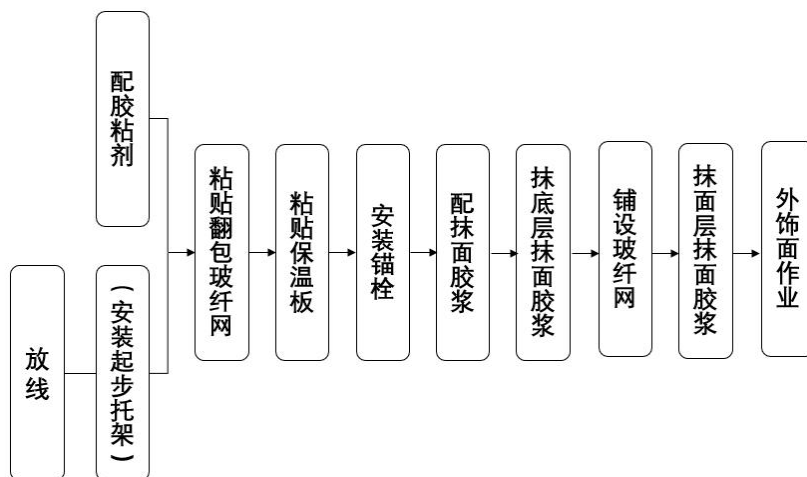 配胶粘剂
放线
(安装起步托架)
粘贴翻包玻纤网
粘贴保温板
安装锚栓
配抹面胶浆
抹底层抹面胶浆
铺设玻纤网
抹面层抹面胶浆
外饰面作业